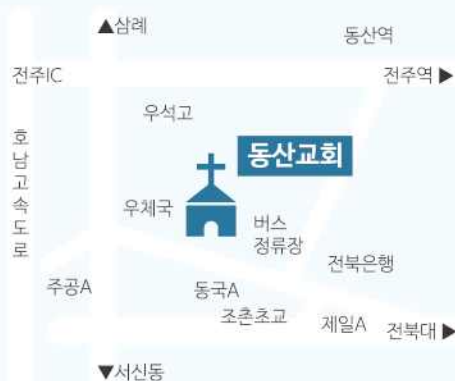 ▲삼례
동산역
전주IC
전주역 ▶
우석고
호남고속도로
동산교회
우체국
버스
정류장
전북은행
주공A
동국A
조촌초교
제일A
전북대 ▶
▼서신동